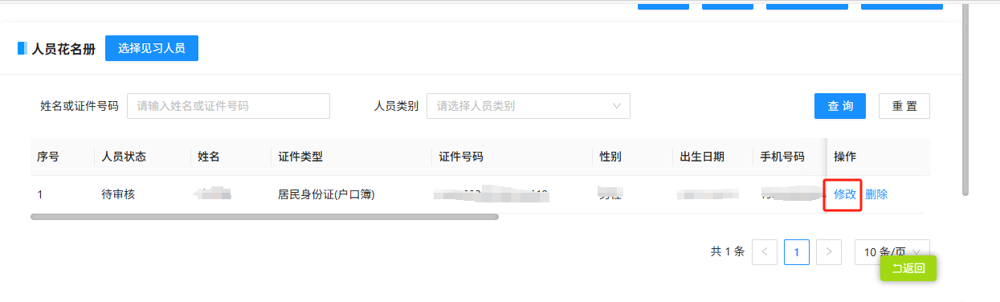 人员花名册 选择见习人员
姓名或证件号码 请输入姓名或证件号码 人员类别 请选择人员类别 查 询 重 置
序号 人员状态 姓名 证件类型 证件号码 性别 出生日期 手机号码 操作
1 待审核 居民身份证(户口簿) 修改 删除
共 1 条 < 1 > 10 条/页
返回